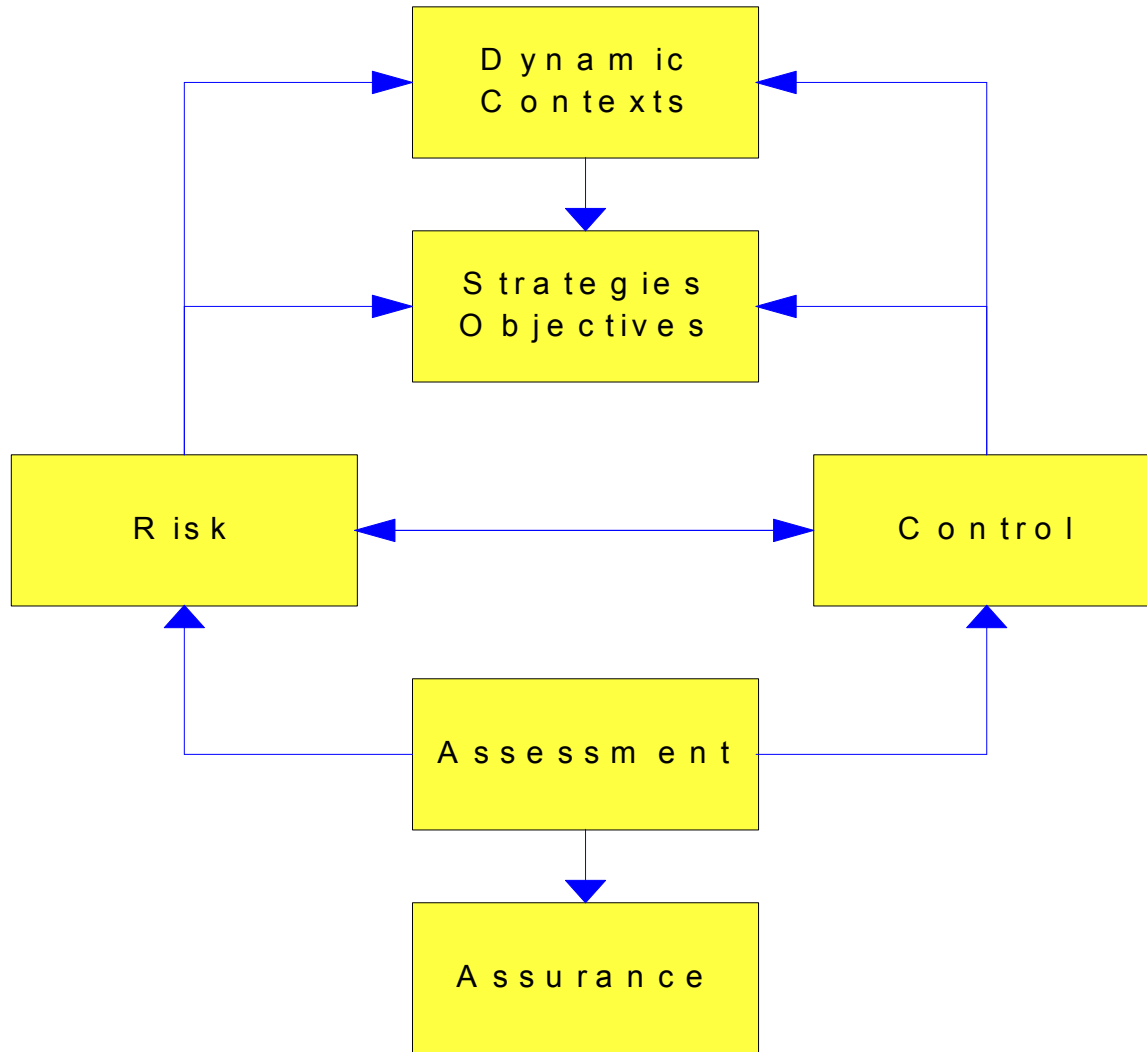 Dynamic
Contexts
Strategies
Objectives
Risk
Control
Assessment
Assurance